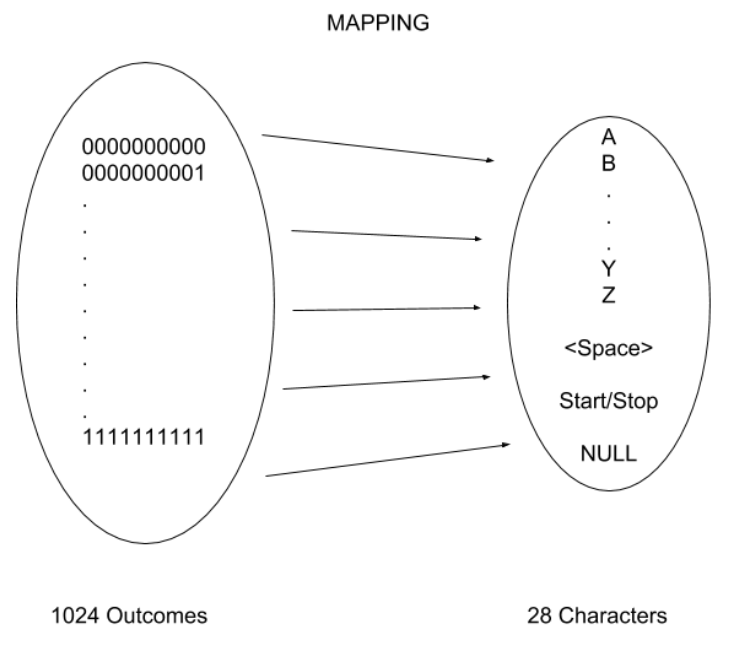 MAPPING
0000000000
0000000001
.
.
.
.
.
.
.
.
.
1111111111
A
B
.
.
.
Y
Z
<Space>
Start/Stop
NULL
1024 Outcomes
28 Characters